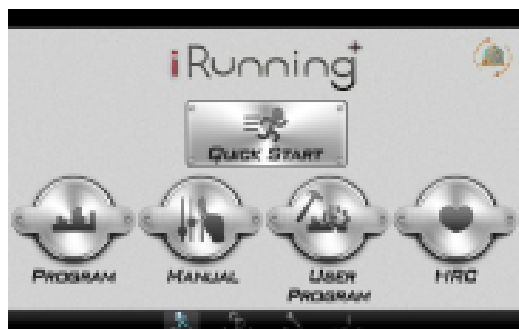 iRunning+
Quick Start
Program
Manual
User
Program
HRC